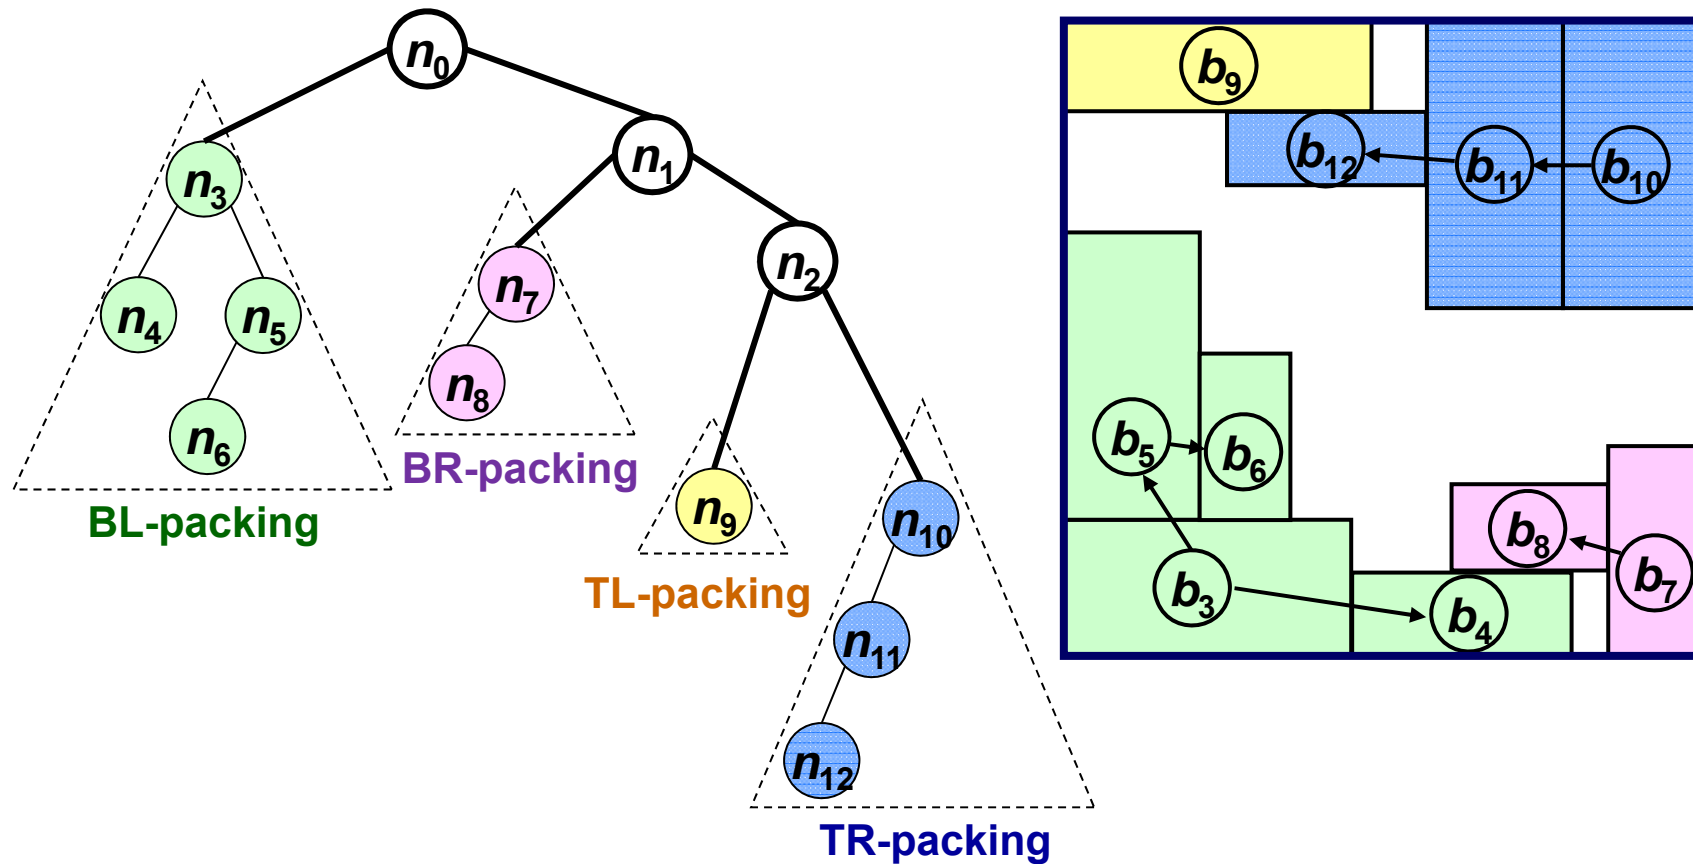 n0
n1
n2
n3
n4
n5
n6
BL-packing
n7
n8
BR-packing
n9
TL-packing
n10
n11
n12
TR-packing
b9
b12
b11
b10
b5
b6
b3
b4
b8
b7